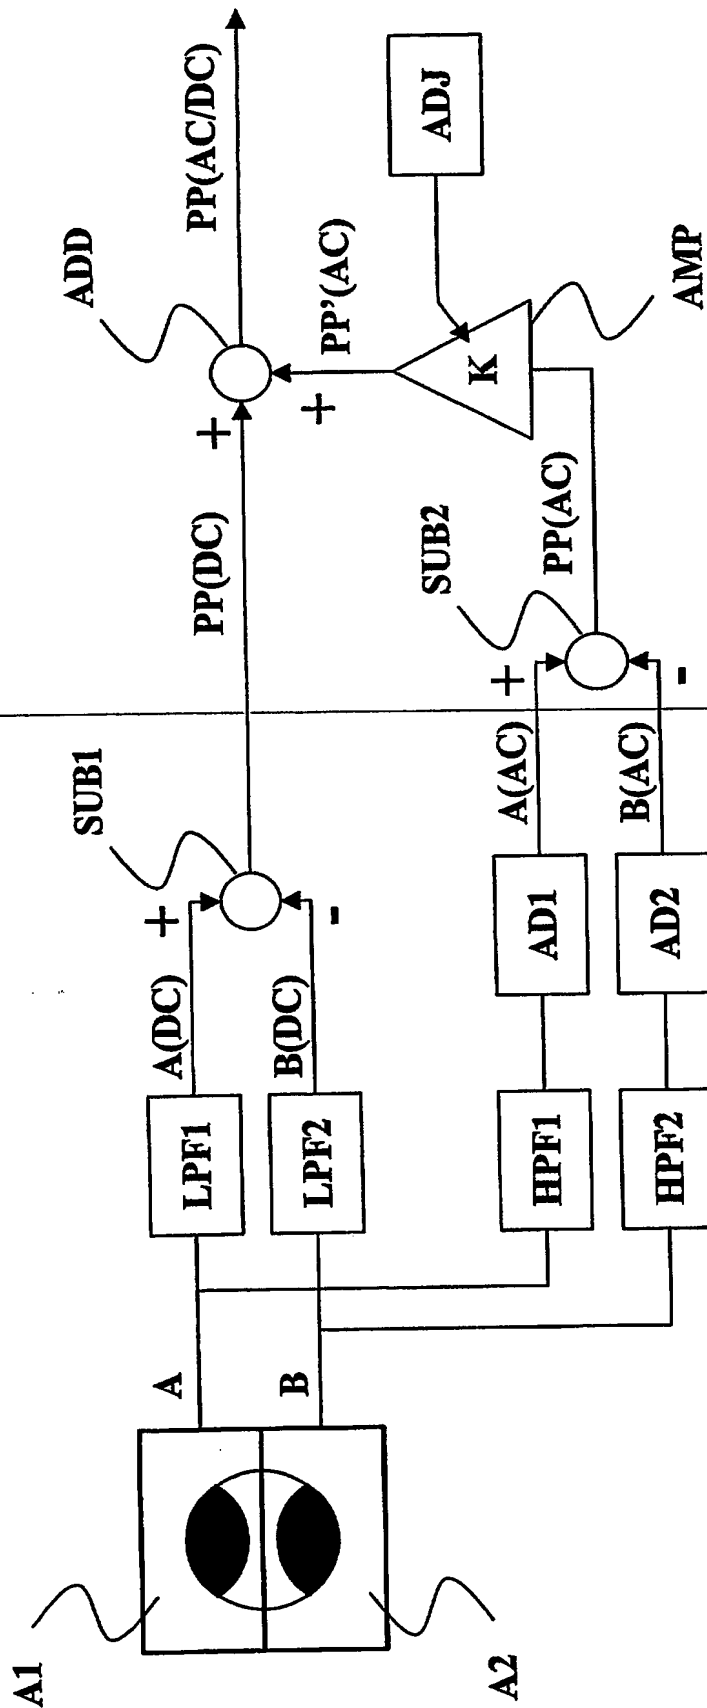 A1
A2
A
B
LPF1
LPF2
HPF1
HPF2
A(DC)
B(DC)
+
-
SUB1
AD1
AD2
A(AC)
B(AC)
+
-
SUB2
PP(DC)
PP(AC)
+
+
ADD
K
AMP
PP'(AC)
ADJ
PP(AC/DC)